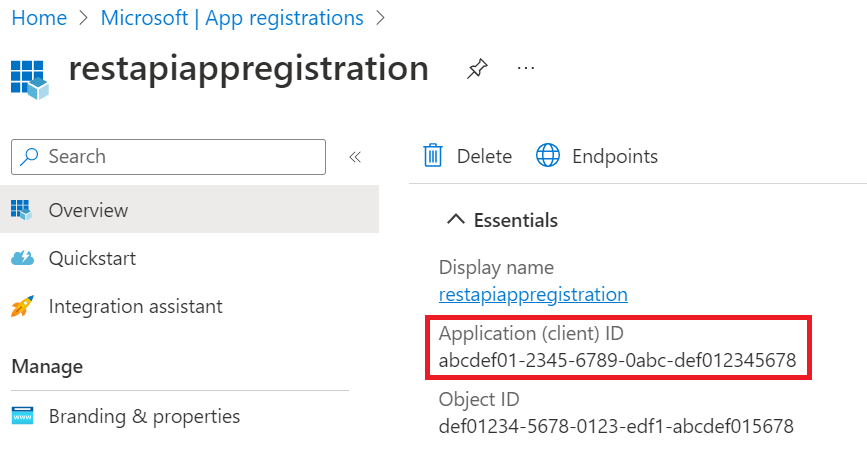 Home > Microsoft | App registrations >
restapiappregistration
...
Search
«
Delete
Endpoints
Overview
Essentials
Quickstart
Display name
restapiappregistration
Integration assistant
Application (client) ID
abcdef01-2345-6789-0abc-def012345678
Manage
Object ID
Branding & properties
def01234-5678-0123-edf1-abcdef015678